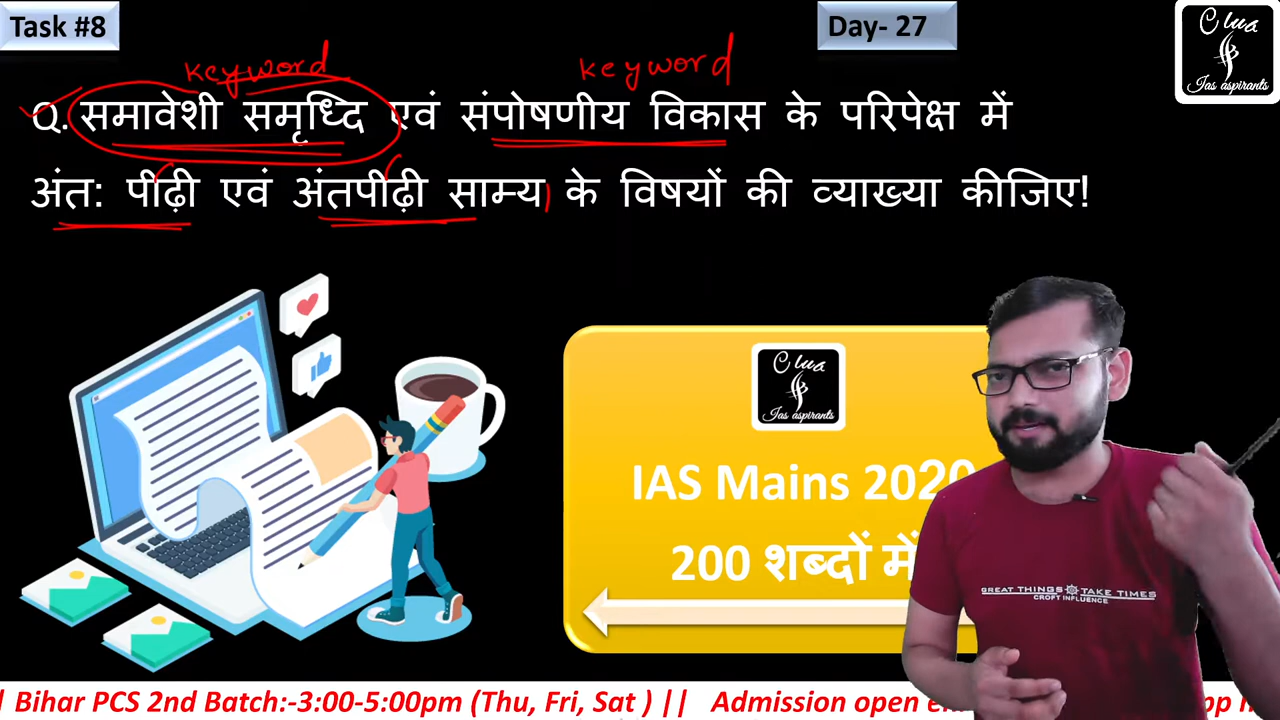 Task #8
Day- 27
Clue
Ias aspirants
keyword
keyword
Q. समावेशी समृध्दि एवं संपोषणीय विकास के परिपेक्ष में
अंत: पीढ़ी एवं अंतपीढ़ी साम्य के विषयों की व्याख्या कीजिए!
Clue
Ias aspirants
IAS Mains 2020
200 शब्दों में
GREAT THINGS TAKE TIMES
CROFT INFLUENCE
Bihar PCS 2nd Batch:-3:00-5:00pm (Thu, Fri, Sat ) || Admission open